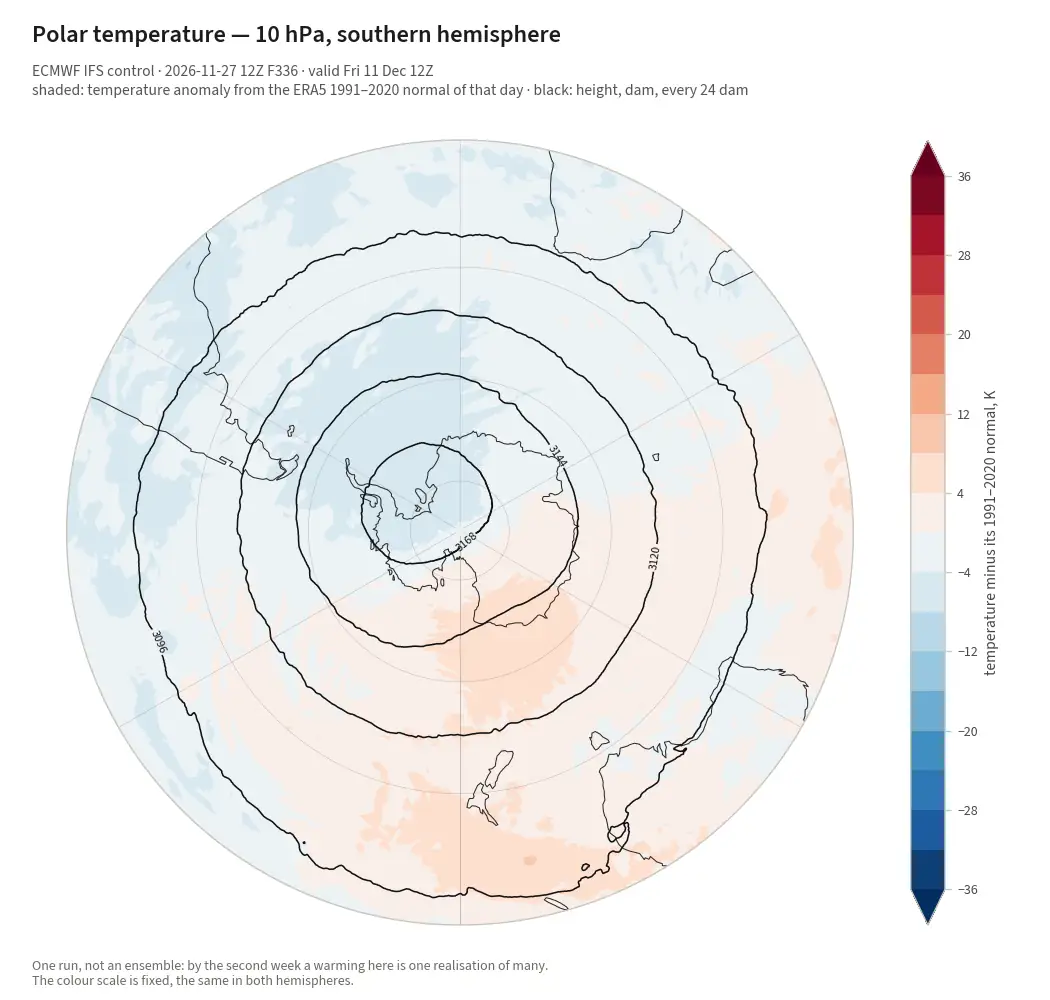 Polar temperature — 10 hPa, southern hemisphere
ECMWF IFS control · 2026-11-27 12Z F336 · valid Fri 11 Dec 12Z
shaded: temperature anomaly from the ERA5 1991–2020 normal of that day · black: height, dam, every 24 dam
36
28
20
12
4
−4
−12
−20
−28
−36
temperature minus its 1991–2020 normal, K
3144
3168
3120
3096
One run, not an ensemble: by the second week a warming here is one realisation of many.
The colour scale is fixed, the same in both hemispheres.